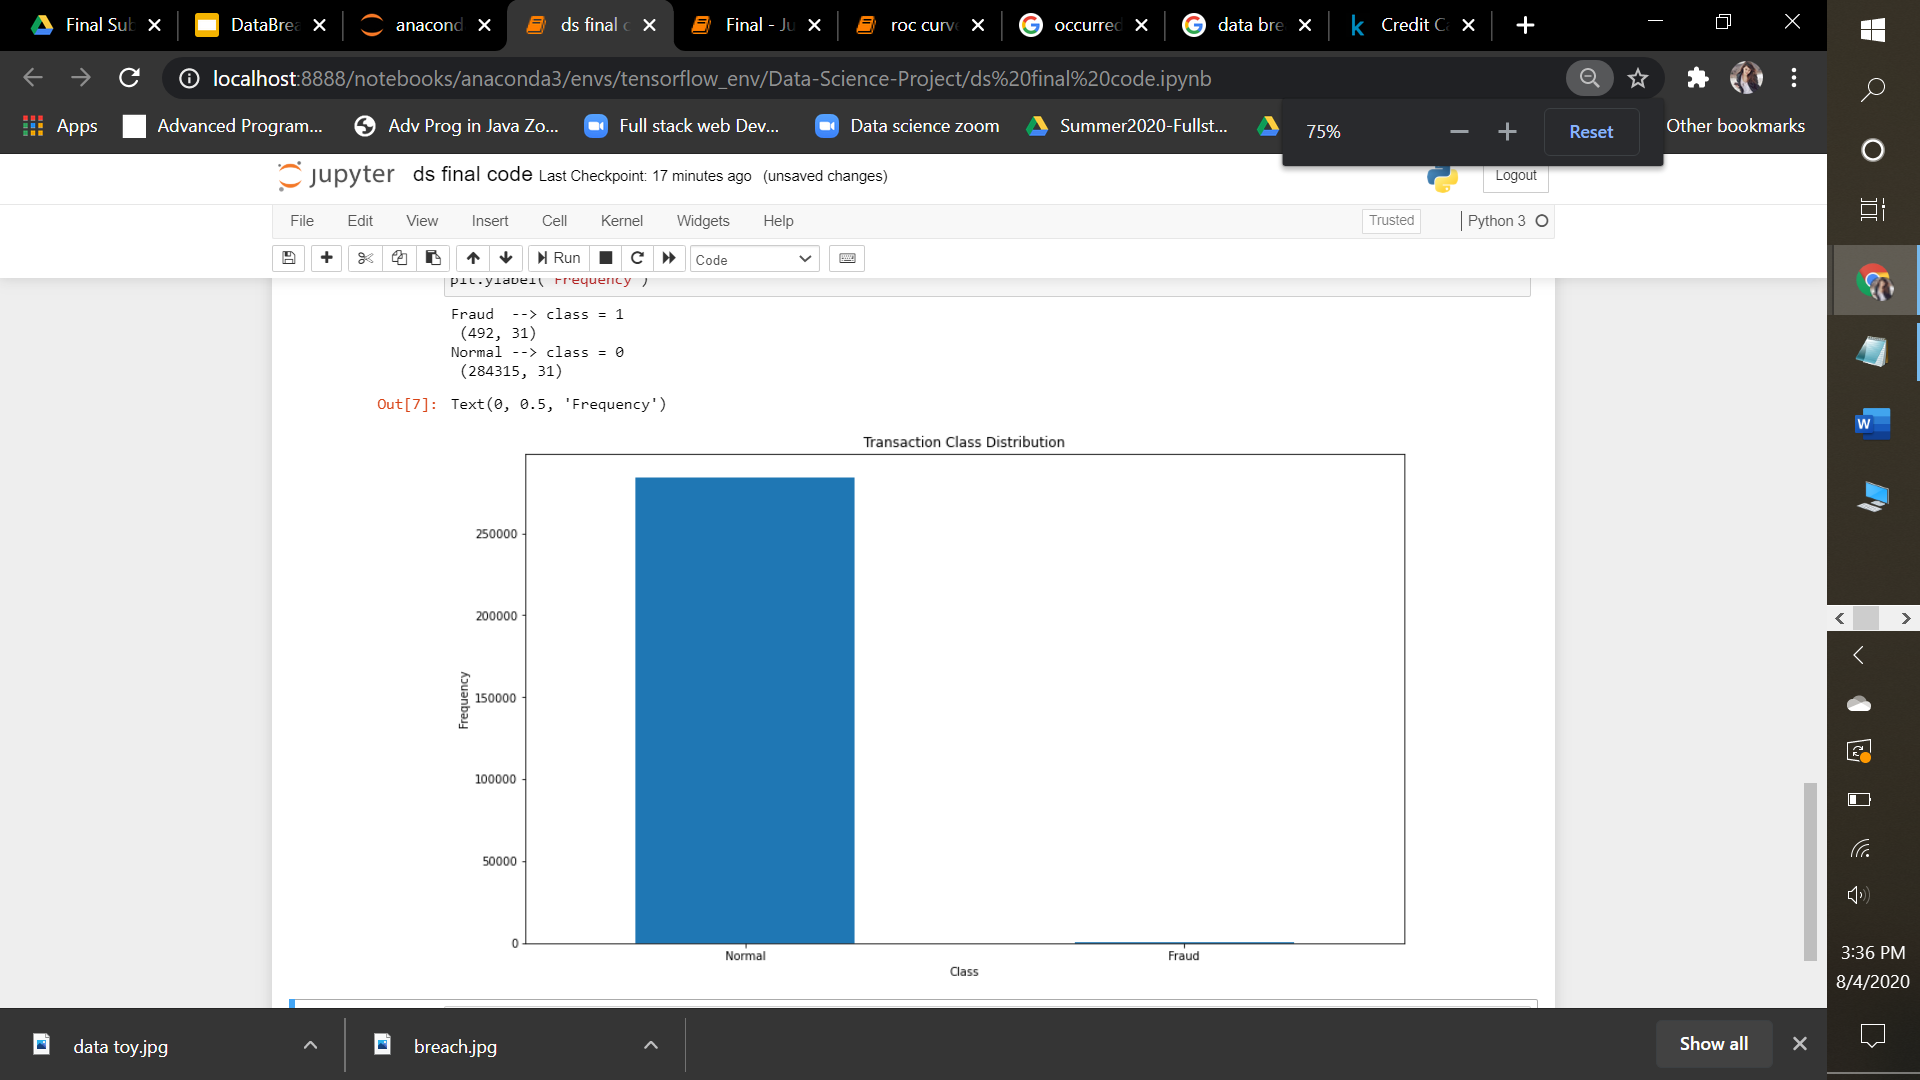 Final Sub
DataBrea
anacond
ds final c
Final - Ju
roc curve
occurred
data bre
Credit Ca
localhost:8888/notebooks/anaconda3/envs/tensorflow_env/Data-Science-Project/ds%20final%20code.ipynb
Apps
Advanced Program...
Adv Prog in Java Zo...
Full stack web Dev...
Data science zoom
Summer2020-Fullst...
75%
Reset
Other bookmarks
jupyter ds final code Last Checkpoint: 17 minutes ago (unsaved changes)
Logout
File Edit View Insert Cell Kernel Widgets Help
Trusted
Python 3
Run
Code
plt.ylabel('Frequency')
Fraud --> class = 1
(492, 31)
Normal --> class = 0
(284315, 31)
Out[7]: Text(0, 0.5, 'Frequency')
Transaction Class Distribution
250000
200000
150000
100000
50000
0
Frequency
Normal
Fraud
Class
3:36 PM
8/4/2020
data toy.jpg
breach.jpg
Show all